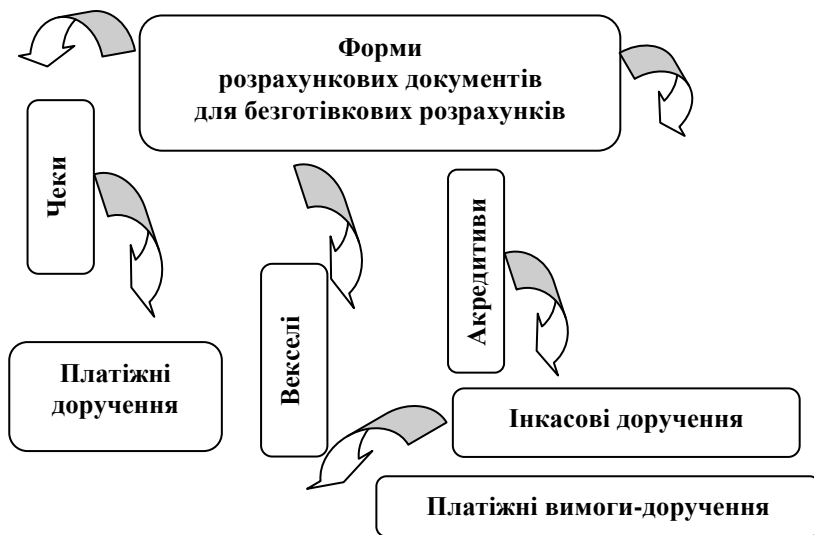 Форми
розрахункових документів
для безготівкових розрахунків
Чеки
Векселі
Акредитиви
Платіжні
доручення
Інкасові доручення
Платіжні вимоги-доручення